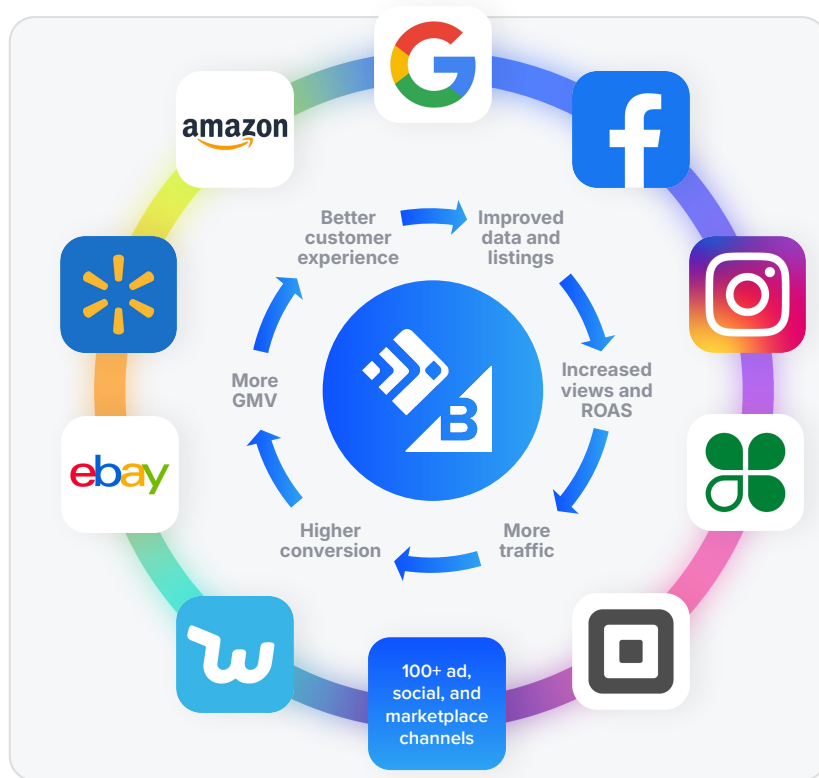 amazon
Better
customer
experience
Improved
data and
listings
Increased
views and
ROAS
More
GMV
B
ebay
Higher
conversion
More
traffic
100+ ad,
social, and
marketplace
channels